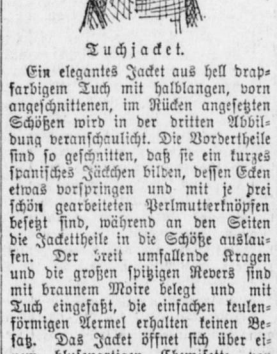 Tuchjacket.
Ein elegantes Jacket aus hell drap-
farbigem Tuch mit halblangen, vorn
angeschnittenen, im Rücken angesetzten
Schößen wird in der dritten Abbil-
dung veranschaulicht. Die Vordertheile
sind so geschnitten, daß sie ein kurzes
spanisches Jäckchen bilden, dessen Ecken
etwas vorspringen und mit je drei
schön gearbeiteten Perlmutterknöpfen
besetzt sind, während an den Seiten
die Jackettheile in die Schöße auslau-
fen. Der breit umfallende Kragen
und die großen spitzigen Revers sind
mit braunem Moire belegt und mit
Tuch eingefaßt, die einfachen keulen-
förmigen Aermel erhalten keinen Be-
satz. Das Jacket öffnet sich über ei-